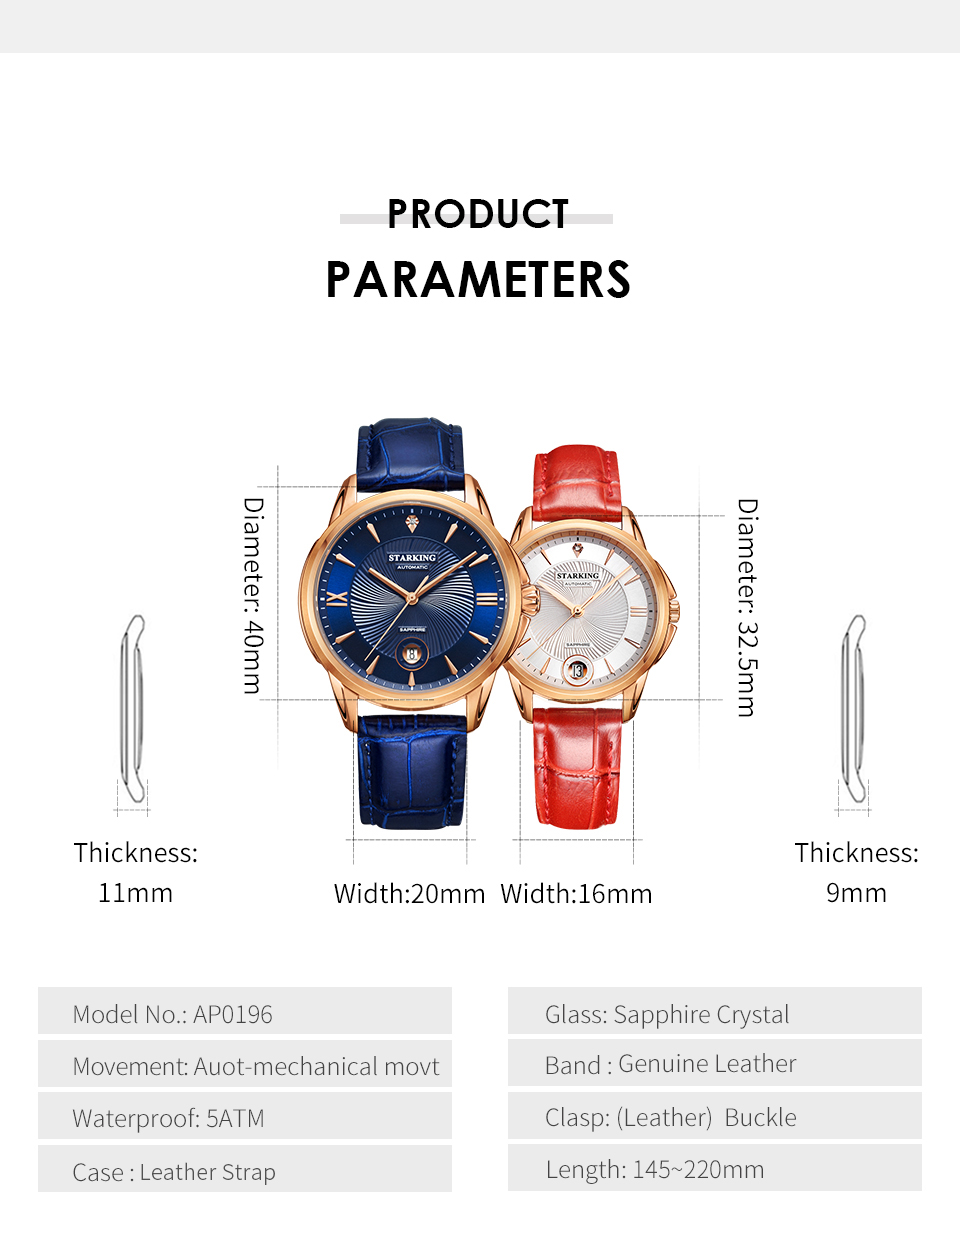 PRODUCT
PARAMETERS
Diameter: 40mm
Diameter: 32.5mm
STARKING
AUTOMATIC
SAPPHIRE
8
STARKING
AUTOMATIC
13
Thickness:
11mm
Width:20mm
Width:16mm
Thickness:
9mm
Model No.: AP0196
Movement: Auot-mechanical movt
Waterproof: 5ATM
Case : Leather Strap
Glass: Sapphire Crystal
Band : Genuine Leather
Clasp: (Leather) Buckle
Length: 145~220mm